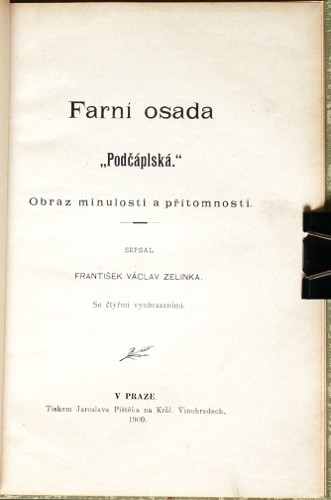 Farní osada
„Podčáplská."
Obraz minulosti a přítomnosti.
SEPSAL
FRANTIŠEK VÁCLAV ZELINKA.
Se čtyřmi vyobrazeními.
V PRAZE.
Tiskem Jaroslava Pištěka na Král. Vinohradech.
1900.